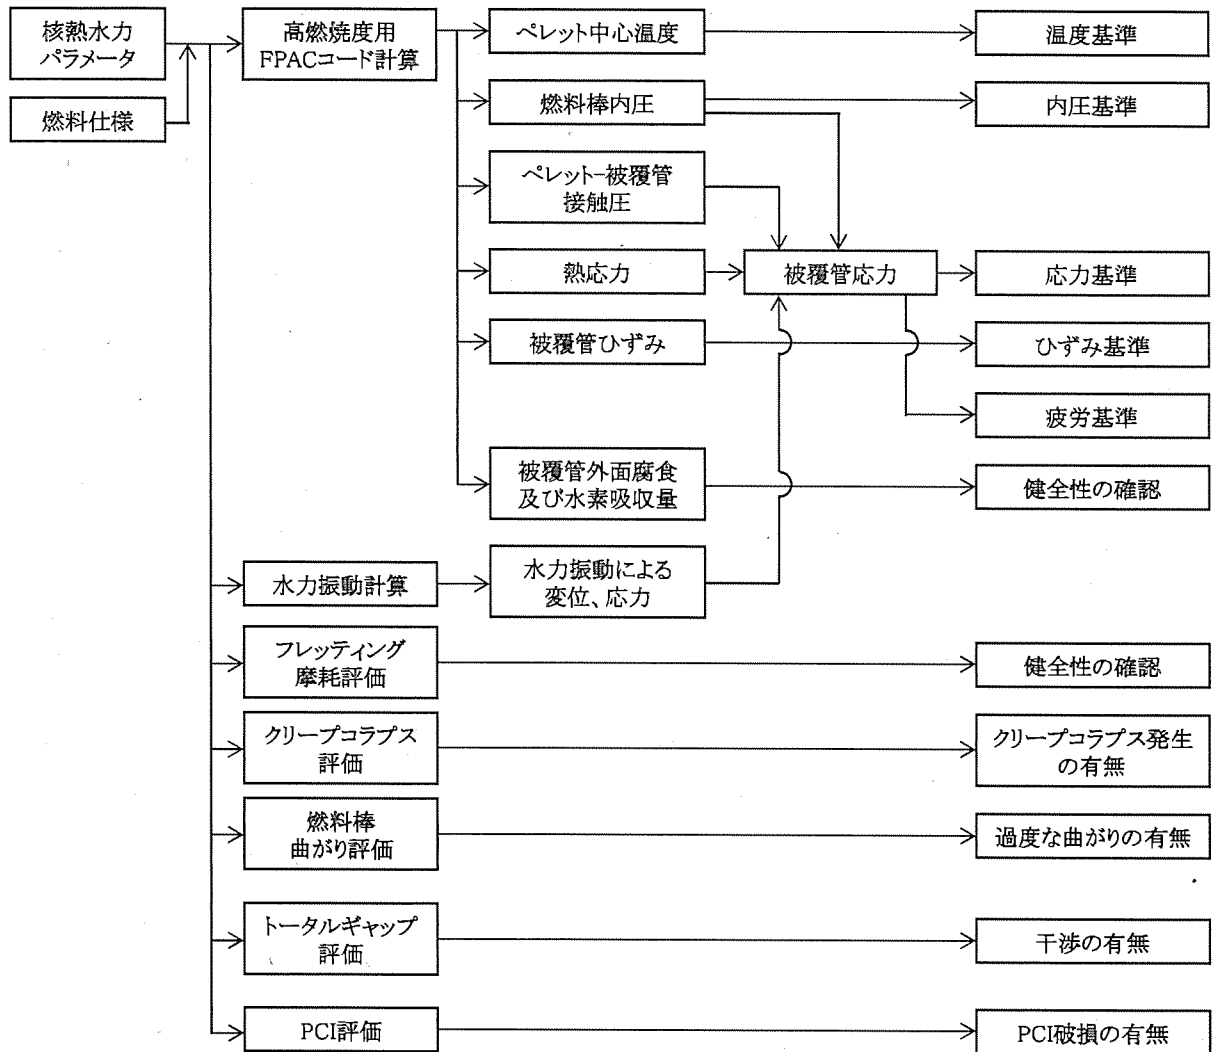 核熱水力
パラメータ
燃料仕様
高燃焼度用
FPACコード計算
ペレット中心温度
温度基準
燃料棒内圧
内圧基準
ペレット-被覆管
接触圧
熱応力
被覆管応力
応力基準
被覆管ひずみ
ひずみ基準
疲労基準
被覆管外面腐食
及び水素吸収量
健全性の確認
水力振動計算
水力振動による
変位、応力
フレッティング
摩耗評価
健全性の確認
クリープコラプス
評価
クリープコラプス発生
の有無
燃料棒
曲がり評価
過度な曲がりの有無
トータルギャップ
評価
干渉の有無
PCI評価
PCI破損の有無